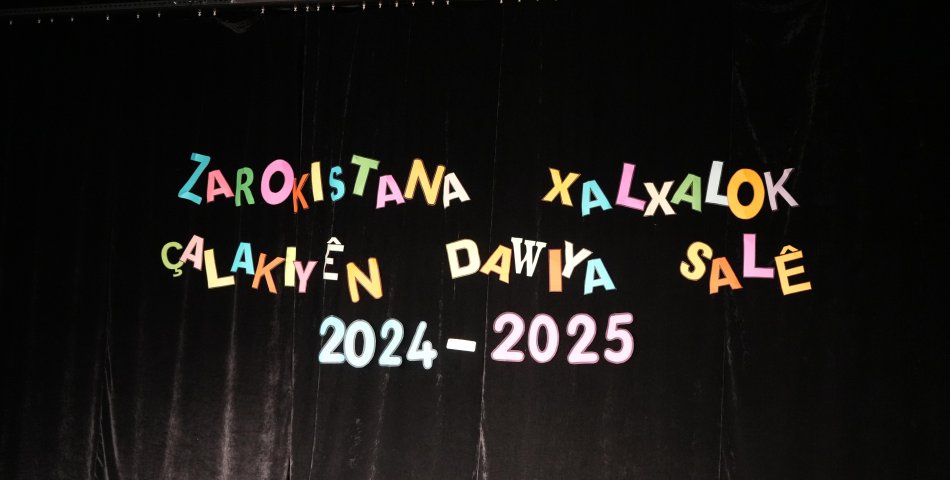 ZAROKISTANA XALXALOK
ÇALAKIYÊN DAWIYA SALÊ
2024-2025